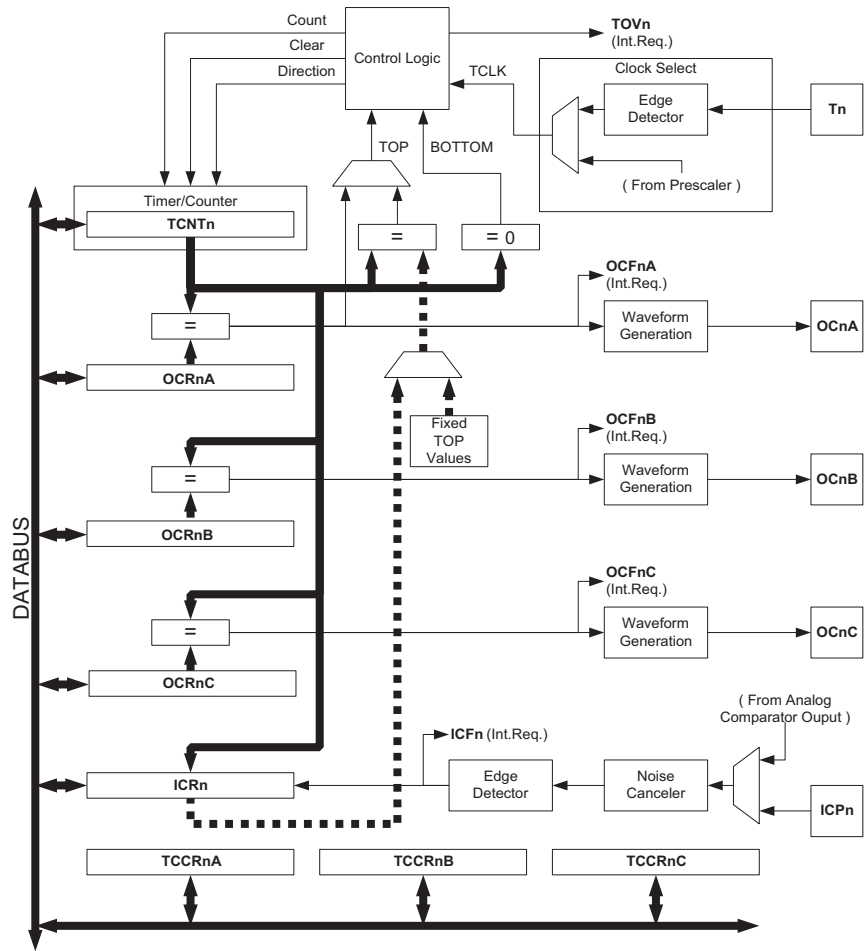 Count
TOVn
(Int.Req.)
Clear
Control Logic
Clock Select
Direction
TCLK
Edge
Detector
Tn
TOP
BOTTOM
( From Prescaler )
Timer/Counter
TCNTn
=
= 0
OCFnA
(Int.Req.)
=
Waveform
Generation
OCnA
OCRnA
Fixed
TOP
Values
OCFnB
(Int.Req.)
=
Waveform
Generation
OCnB
OCRnB
DATABUS
OCFnC
(Int.Req.)
=
Waveform
Generation
OCnC
OCRnC
( From Analog
Comparator Ouput )
ICFn (Int.Req.)
ICRn
Edge
Detector
Noise
Canceler
ICPn
TCCRnA
TCCRnB
TCCRnC